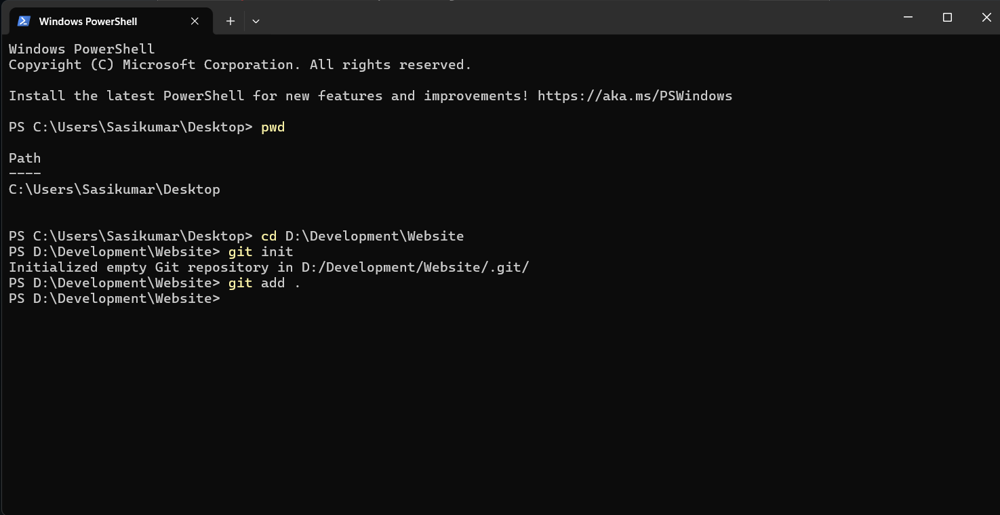 Windows PowerShell
Windows PowerShell
Copyright (C) Microsoft Corporation. All rights reserved.
Install the latest PowerShell for new features and improvements! https://aka.ms/PSWindows
PS C:\Users\Sasikumar\Desktop> pwd
Path
----
C:\Users\Sasikumar\Desktop
PS C:\Users\Sasikumar\Desktop> cd D:\Development\Website
PS D:\Development\Website> git init
Initialized empty Git repository in D:/Development/Website/.git/
PS D:\Development\Website> git add .
PS D:\Development\Website>